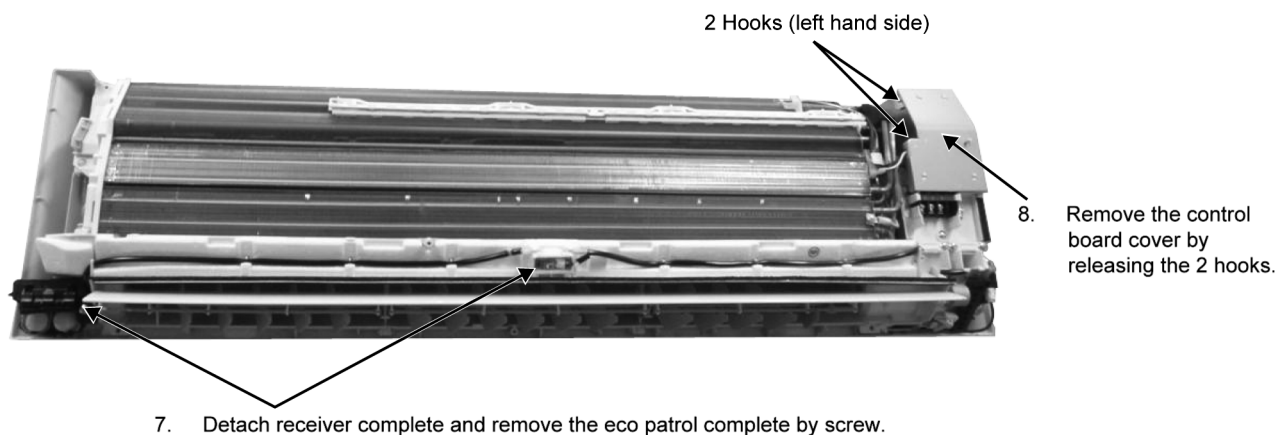 2 Hooks (left hand side)
8. Remove the control
board cover by
releasing the 2 hooks.
7. Detach receiver complete and remove the eco patrol complete by screw.